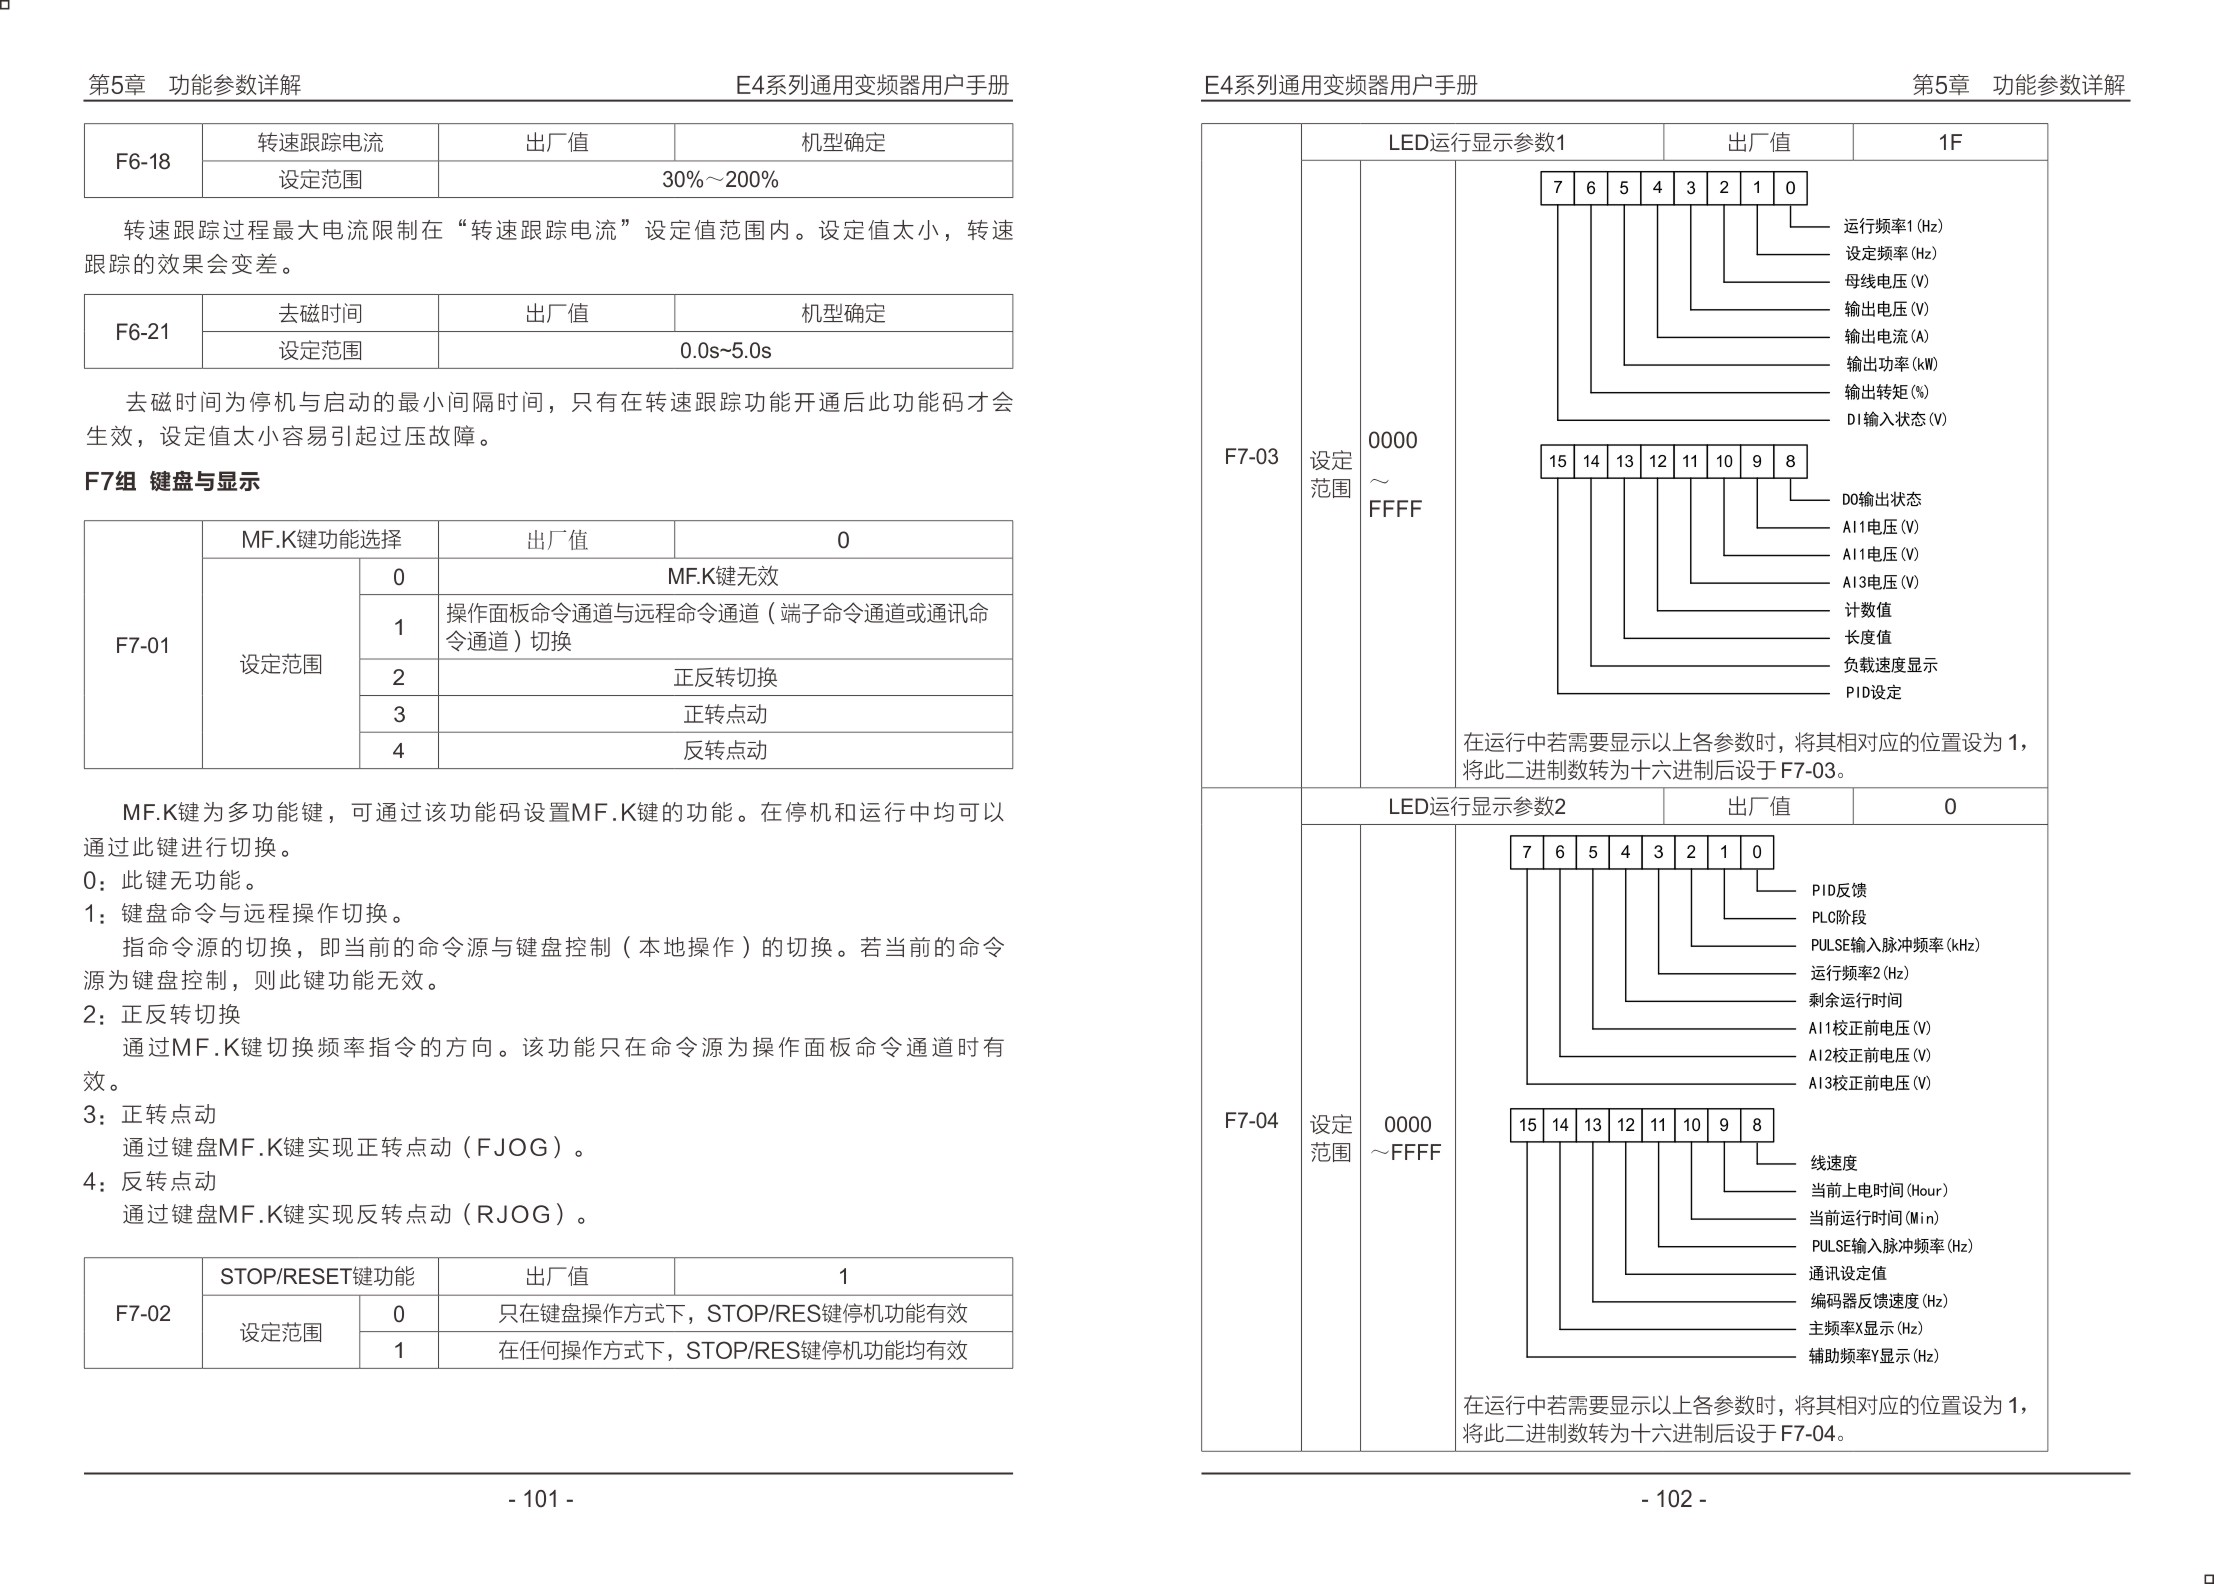 第5章 功能参数详解 E4系列通用变频器用户手册
F6-18 转速跟踪电流 出厂值 机型确定
设定范围 30%～200%
转速跟踪过程最大电流限制在“转速跟踪电流”设定值范围内。设定值太小，转速
跟踪的效果会变差。
F6-21 去磁时间 出厂值 机型确定
设定范围 0.0s~5.0s
去磁时间为停机与启动的最小间隔时间，只有在转速跟踪功能开通后此功能码才会
生效，设定值太小容易引起过压故障。
F7组 键盘与显示
F7-01 MF.K键功能选择 出厂值 0
设定范围
0 MF.K键无效
1 操作面板命令通道与远程命令通道（端子命令通道或通讯命
令通道）切换
2 正反转切换
3 正转点动
4 反转点动
MF.K键为多功能键，可通过该功能码设置MF.K键的功能。在停机和运行中均可以
通过此键进行切换。
0：此键无功能。
1：键盘命令与远程操作切换。
指命令源的切换，即当前的命令源与键盘控制（本地操作）的切换。若当前的命令
源为键盘控制，则此键功能无效。
2：正反转切换
通过MF.K键切换频率指令的方向。该功能只在命令源为操作面板命令通道时有
效。
3：正转点动
通过键盘MF.K键实现正转点动（FJOG）。
4：反转点动
通过键盘MF.K键实现反转点动（RJOG）。
F7-02 STOP/RESET键功能 出厂值 1
设定范围
0 只在键盘操作方式下，STOP/RES键停机功能有效
1 在任何操作方式下，STOP/RES键停机功能均有效
- 101 -
E4系列通用变频器用户手册 第5章 功能参数详解
F7-03 LED运行显示参数1 出厂值 1F
设定
范围
0000
～
FFFF
7 6 5 4 3 2 1 0
运行频率1(Hz)
设定频率(Hz)
母线电压(V)
输出电压(V)
输出电流(A)
输出功率(kW)
输出转矩(%)
DI输入状态(V)
15 14 13 12 11 10 9 8
DO输出状态
AI1电压(V)
AI1电压(V)
AI3电压(V)
计数值
长度值
负载速度显示
PID设定
在运行中若需要显示以上各参数时，将其相对应的位置设为 1，
将此二进制数转为十六进制后设于 F7-03。
F7-04 LED运行显示参数2 出厂值 0
设定
范围
0000
～FFFF
7 6 5 4 3 2 1 0
PID反馈
PLC阶段
PULSE输入脉冲频率(kHz)
运行频率2(Hz)
剩余运行时间
AI1校正前电压(V)
AI2校正前电压(V)
AI3校正前电压(V)
15 14 13 12 11 10 9 8
线速度
当前上电时间(Hour)
当前运行时间(Min)
PULSE输入脉冲频率(Hz)
通讯设定值
编码器反馈速度(Hz)
主频率X显示(Hz)
辅助频率Y显示(Hz)
在运行中若需要显示以上各参数时，将其相对应的位置设为 1，
将此二进制数转为十六进制后设于 F7-04。
- 102 -